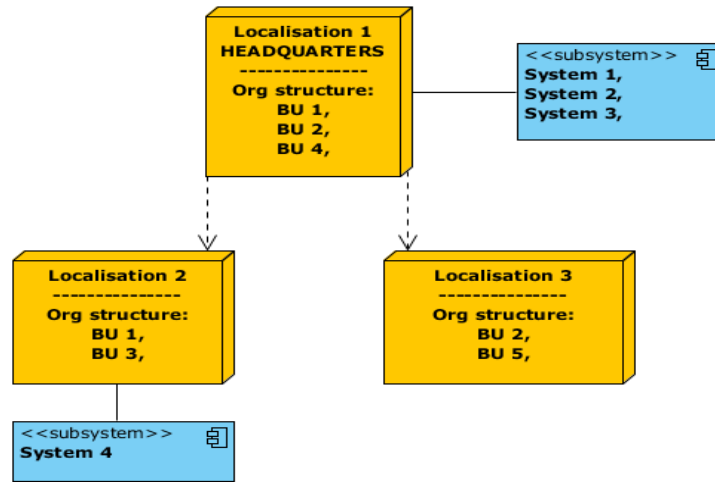 Localisation 1
HEADQUARTERS
---------------
Org structure:
BU 1,
BU 2,
BU 4,
<<subsystem>>
System 1,
System 2,
System 3,
Localisation 2
---------------
Org structure:
BU 1,
BU 3,
Localisation 3
---------------
Org structure:
BU 2,
BU 5,
<<subsystem>>
System 4